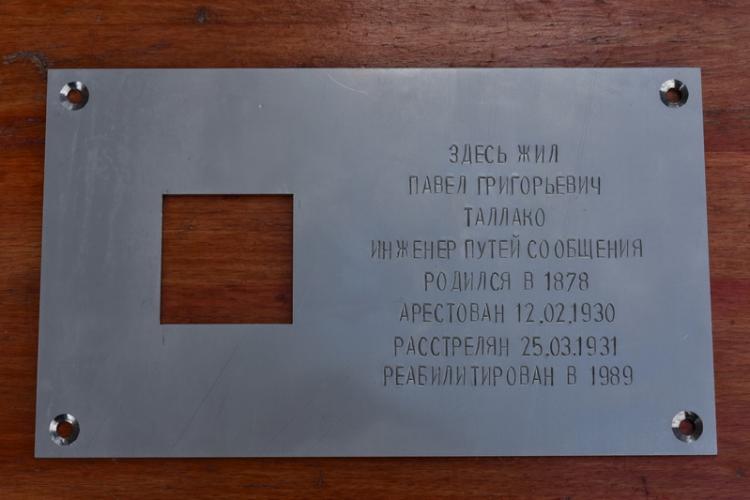 ЗДЕСЬ ЖИЛ
ПАВЕЛ ГРИГОРЬЕВИЧ
ТАЛЛАКО
ИНЖЕНЕР ПУТЕЙ СООБЩЕНИЯ
РОДИЛСЯ В 1878
АРЕСТОВАН 12.02.1930
РАССТРЕЛЯН 25.03.1931
РЕАБИЛИТИРОВАН В 1989